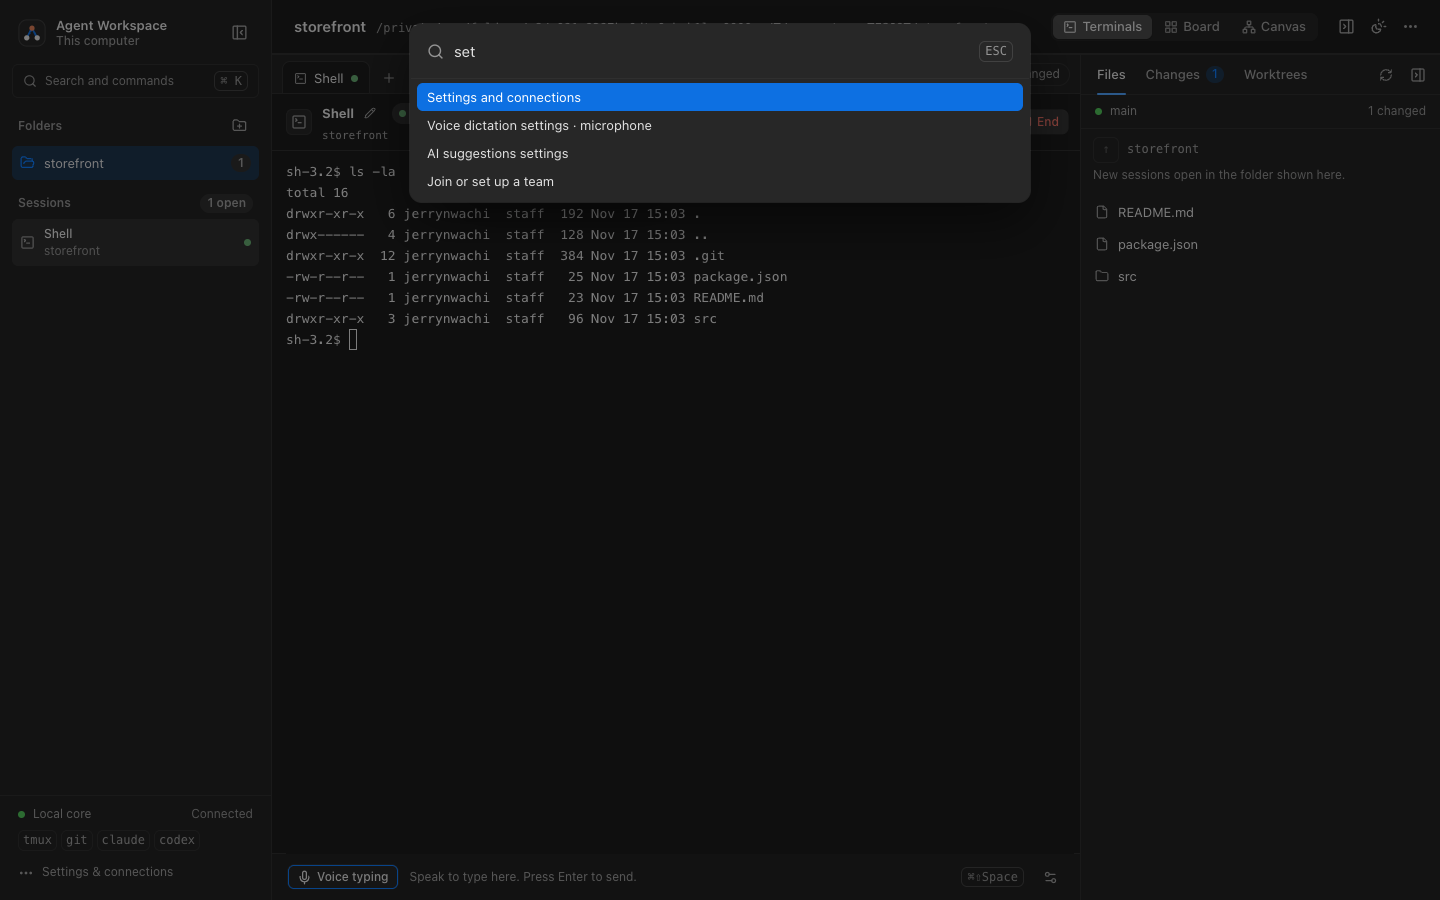 Agent Workspace
This computer
Search and commands ⌘ K
Folders
storefront 1
Sessions 1 open
Shell
storefront
Local core Connected
tmux git claude codex
Settings & connections
storefront
Terminals Board Canvas
set ESC
Settings and connections
Voice dictation settings · microphone
AI suggestions settings
Join or set up a team
Shell
Shell
storefront
End
sh-3.2$ ls -la
total 16
drwxr-xr-x 6 jerrynwachi staff 192 Nov 17 15:03 .
drwx------ 4 jerrynwachi staff 128 Nov 17 15:03 ..
drwxr-xr-x 12 jerrynwachi staff 384 Nov 17 15:03 .git
-rw-r--r-- 1 jerrynwachi staff 25 Nov 17 15:03 package.json
-rw-r--r-- 1 jerrynwachi staff 23 Nov 17 15:03 README.md
drwxr-xr-x 3 jerrynwachi staff 96 Nov 17 15:03 src
sh-3.2$
Voice typing Speak to type here. Press Enter to send. ⌘⇧Space
Files Changes 1 Worktrees
main 1 changed
↑ storefront
New sessions open in the folder shown here.
README.md
package.json
src